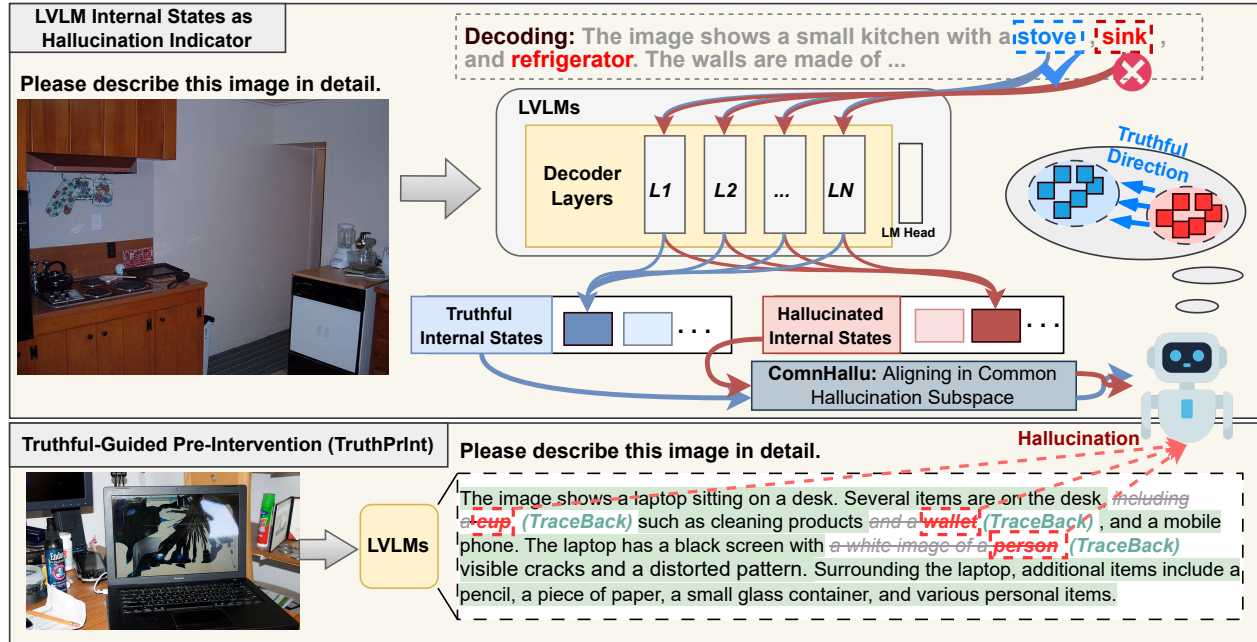 LVLM Internal States as
Hallucination Indicator
Please describe this image in detail.
Decoding: The image shows a small kitchen with a stove , sink ,
and refrigerator. The walls are made of ...
LVLMs
Decoder
Layers
L1
L2
...
LN
LM Head
Truthful
Direction
Truthful
Internal States
. . .
Hallucinated
Internal States
. . .
ComnHallu: Aligning in Common
Hallucination Subspace
Truthful-Guided Pre-Intervention (TruthPrInt)
Please describe this image in detail.
Hallucination
LVLMs
The image shows a laptop sitting on a desk. Several items are on the desk, including
a cup (TraceBack) such as cleaning products and a wallet (TraceBack) , and a mobile
phone. The laptop has a black screen with a white image of a person (TraceBack)
visible cracks and a distorted pattern. Surrounding the laptop, additional items include a
pencil, a piece of paper, a small glass container, and various personal items.